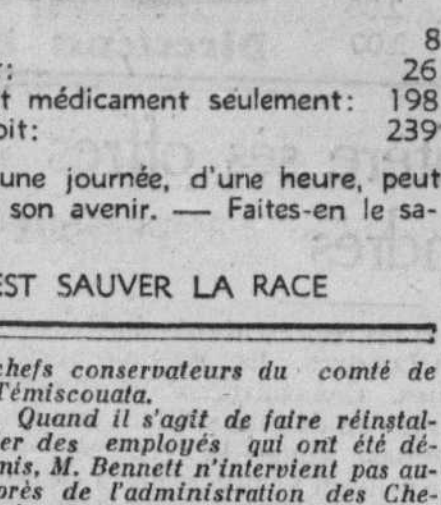 8
r: 26
t médicament seulement: 198
oit: 239
une journée, d'une heure, peut
son avenir. — Faites-en le sa-
EST SAUVER LA RACE
chefs conservateurs du comté de
Témiscouata.
Quand il s'agit de faire réinstal-
er des employés qui ont été dé-
nis, M. Bennett n'intervient pas au-
près de l'administration des Che-